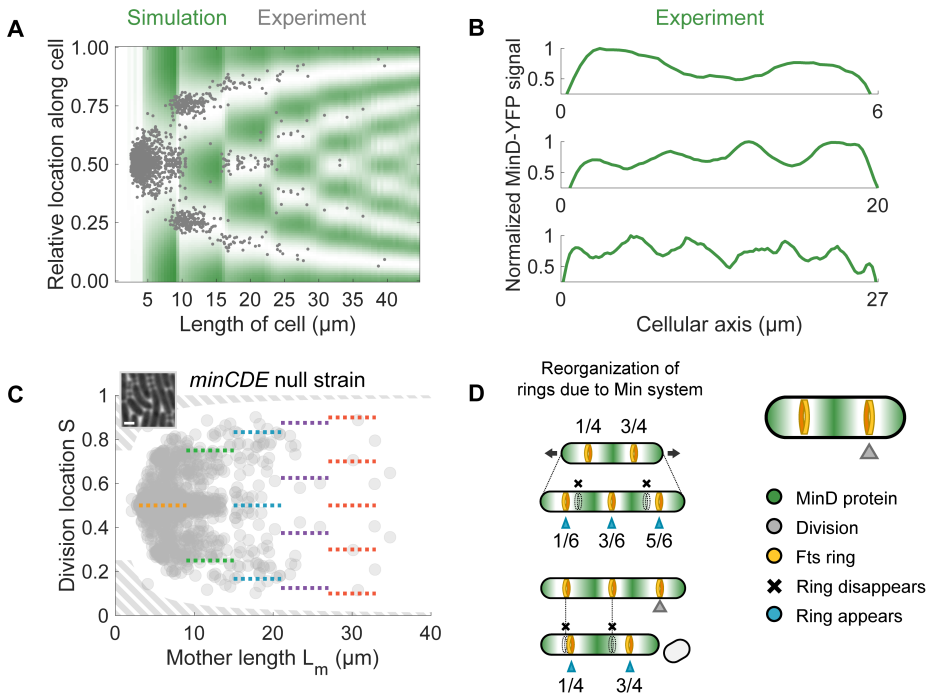 A
Simulation Experiment
Relative location along cell
1.00
0.75
0.50
0.25
0.00
5 10 15 20 25 30 35 40
Length of cell (µm)
B
Experiment
Normalized MinD-YFP signal
1
0.5
0 6
1
0.5
0 20
1
0.5
0 27
Cellular axis (µm)
C
minCDE null strain
Division location S
1
0.8
0.6
0.4
0.2
0
0 10 20 30 40
Mother length Lm (µm)
D
Reorganization of
rings due to Min system
1/4 3/4
1/6 3/6 5/6
1/4 3/4
MinD protein
Division
Fts ring
Ring disappears
Ring appears